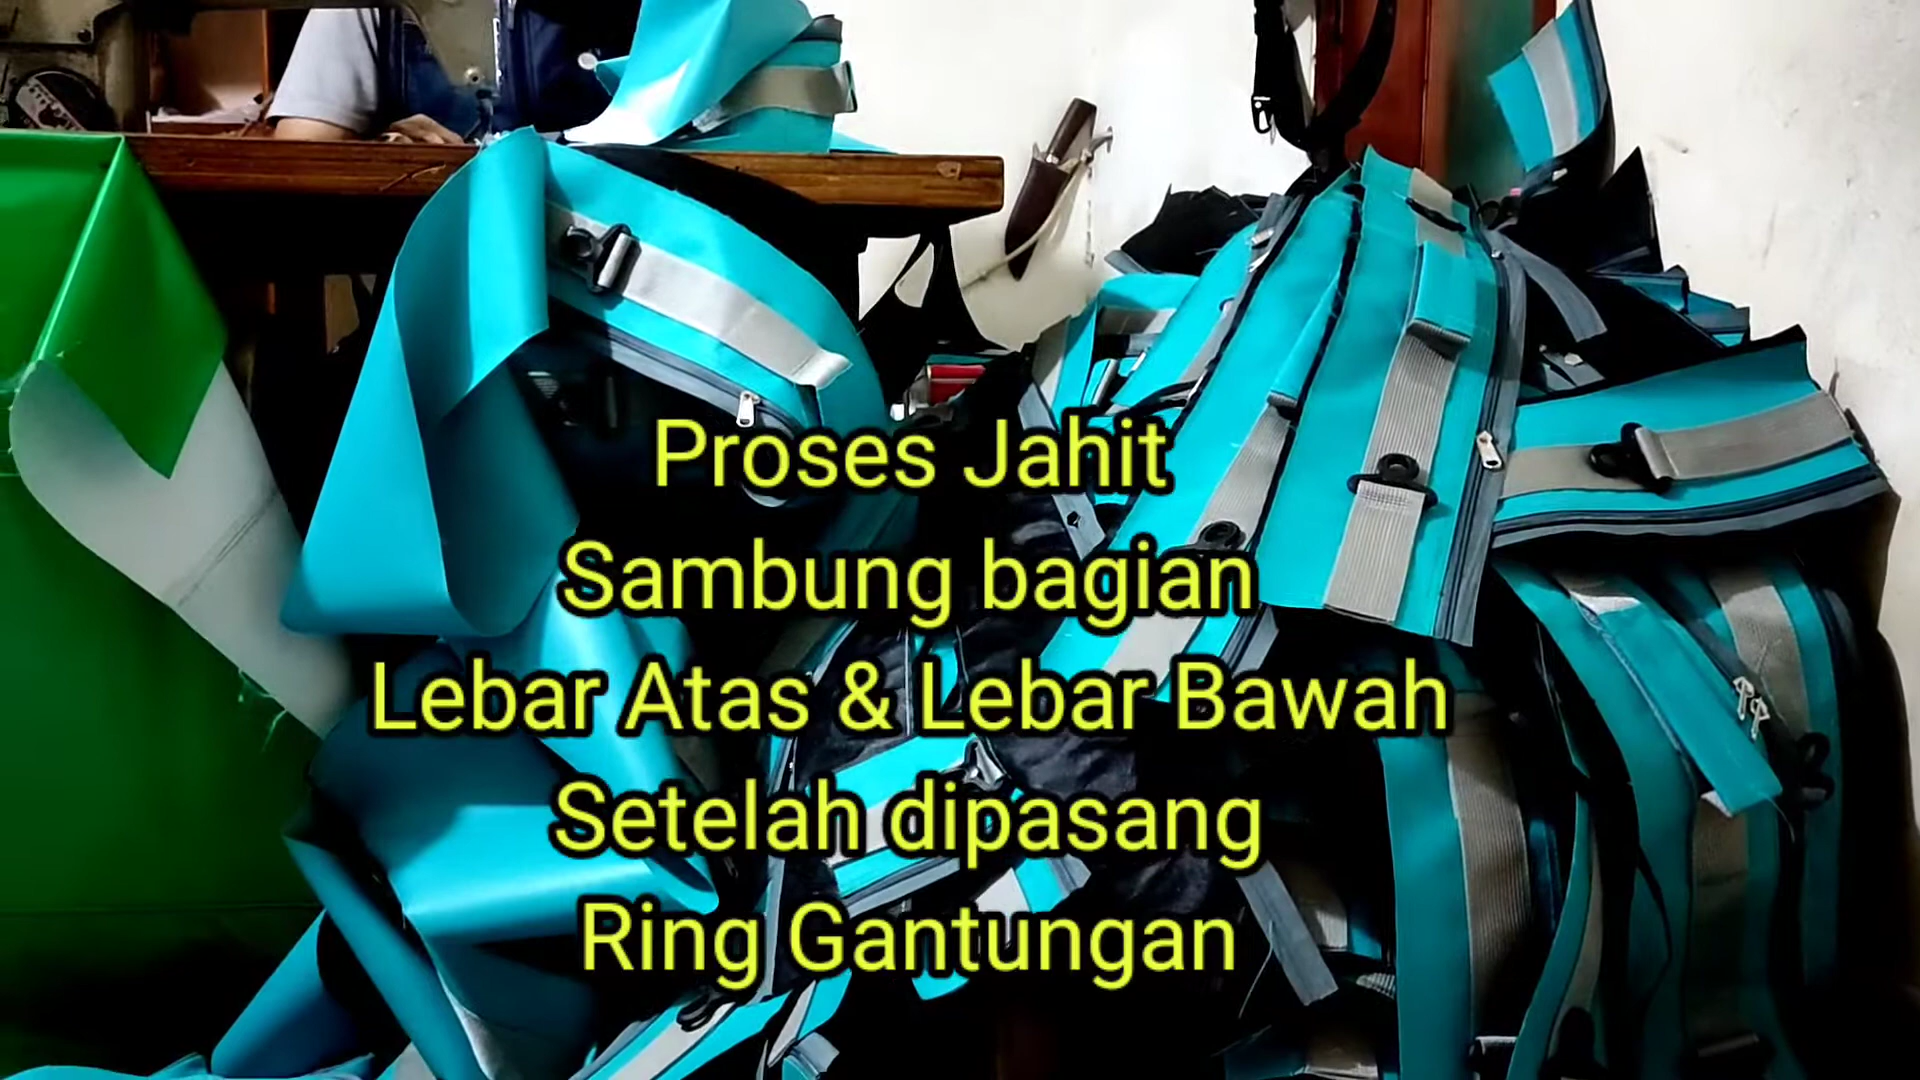 Proses Jahit
Sambung bagian
Lebar Atas & Lebar Bawah
Setelah dipasang
Ring Gantungan